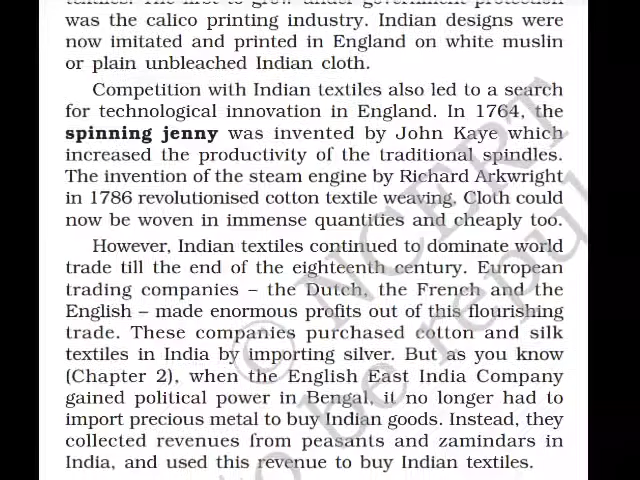 was the calico printing industry. Indian designs were
now imitated and printed in England on white muslin
or plain unbleached Indian cloth.
Competition with Indian textiles also led to a search
for technological innovation in England. In 1764, the
spinning jenny was invented by John Kaye which
increased the productivity of the traditional spindles.
The invention of the steam engine by Richard Arkwright
in 1786 revolutionised cotton textile weaving. Cloth could
now be woven in immense quantities and cheaply too.
However, Indian textiles continued to dominate world
trade till the end of the eighteenth century. European
trading companies – the Dutch, the French and the
English – made enormous profits out of this flourishing
trade. These companies purchased cotton and silk
textiles in India by importing silver. But as you know
(Chapter 2), when the English East India Company
gained political power in Bengal, it no longer had to
import precious metal to buy Indian goods. Instead, they
collected revenues from peasants and zamindars in
India, and used this revenue to buy Indian textiles.
© NCERT
to be repu